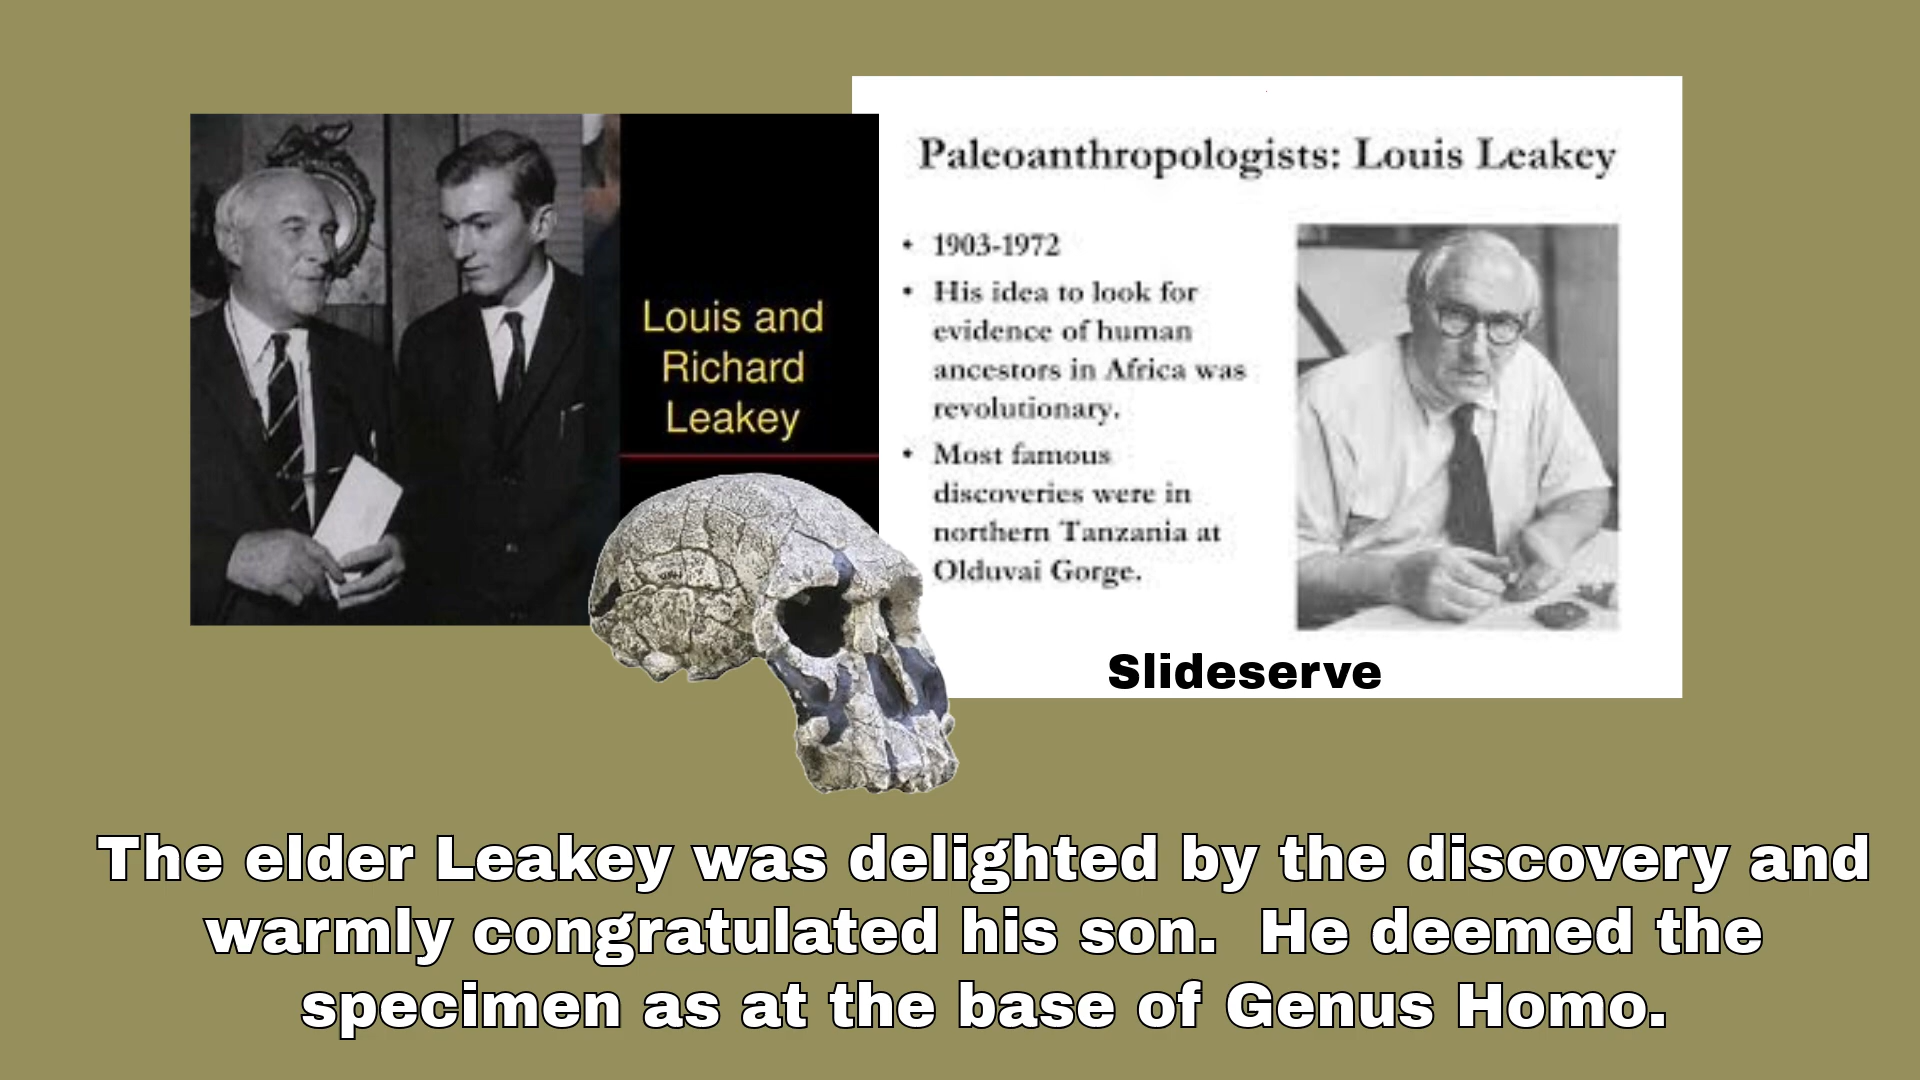 Louis and
Richard
Leakey
Paleoanthropologists: Louis Leakey
• 1903-1972
• His idea to look for
evidence of human
ancestors in Africa was
revolutionary.
• Most famous
discoveries were in
northern Tanzania at
Olduvai Gorge.
Slideserve
The elder Leakey was delighted by the discovery and
warmly congratulated his son.  He deemed the
specimen as at the base of Genus Homo.